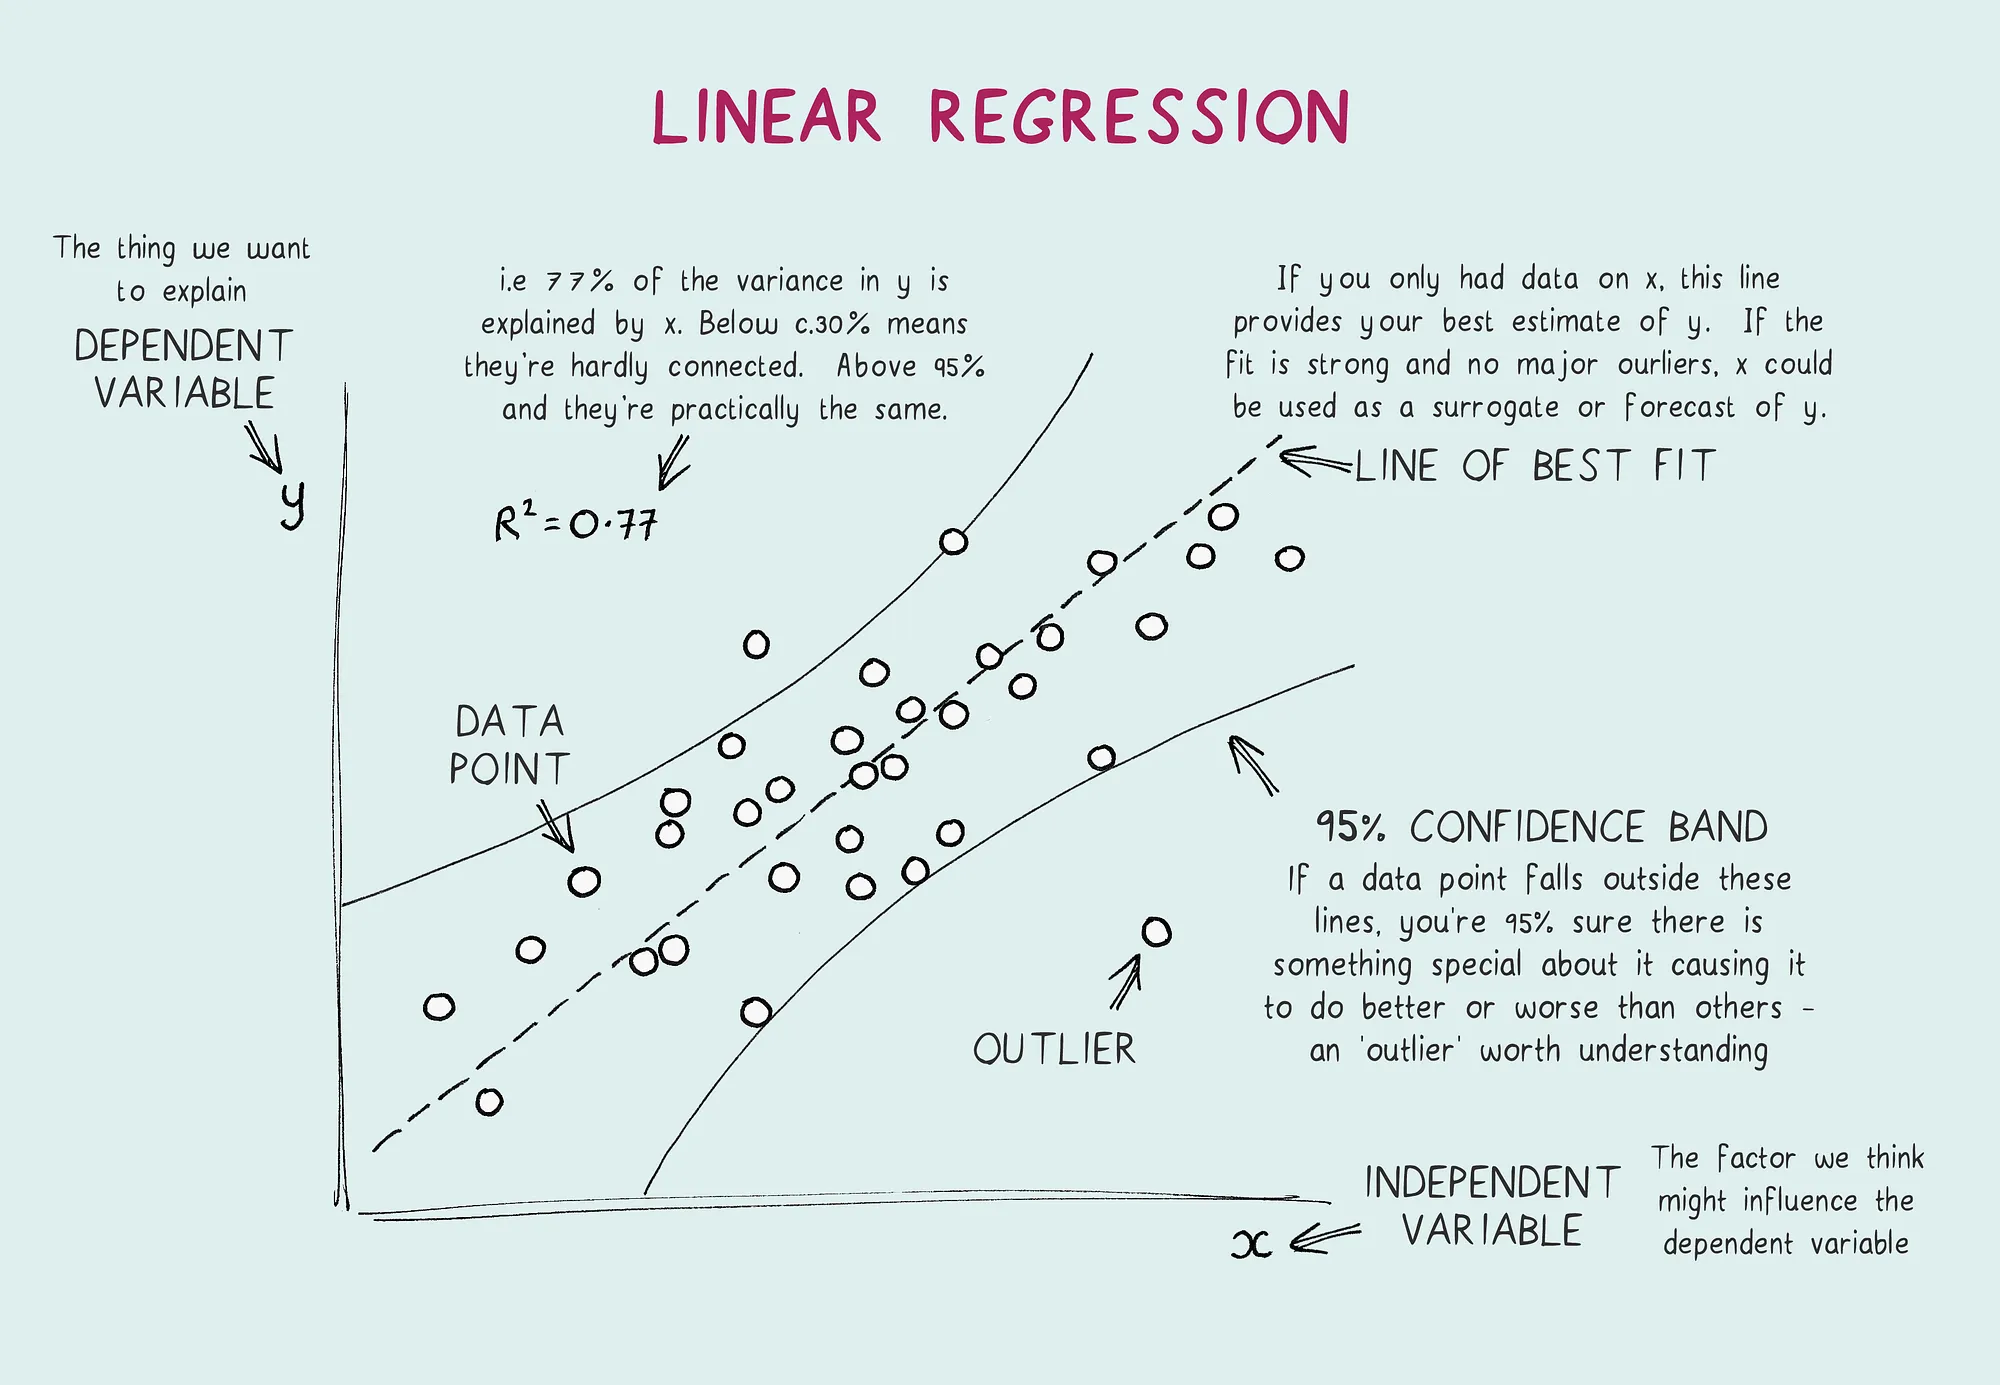 LINEAR REGRESSION
The thing we want
to explain
DEPENDENT
VARIABLE
y
i.e 77% of the variance in y is
explained by x. Below c.30% means
they're hardly connected. Above 95%
and they're practically the same.
R²=0.77
If you only had data on x, this line
provides your best estimate of y. If the
fit is strong and no major ourliers, x could
be used as a surrogate or forecast of y.
LINE OF BEST FIT
DATA
POINT
95% CONFIDENCE BAND
If a data point falls outside these
lines, you're 95% sure there is
something special about it causing it
to do better or worse than others -
an 'outlier' worth understanding
OUTLIER
INDEPENDENT
VARIABLE
x
The factor we think
might influence the
dependent variable